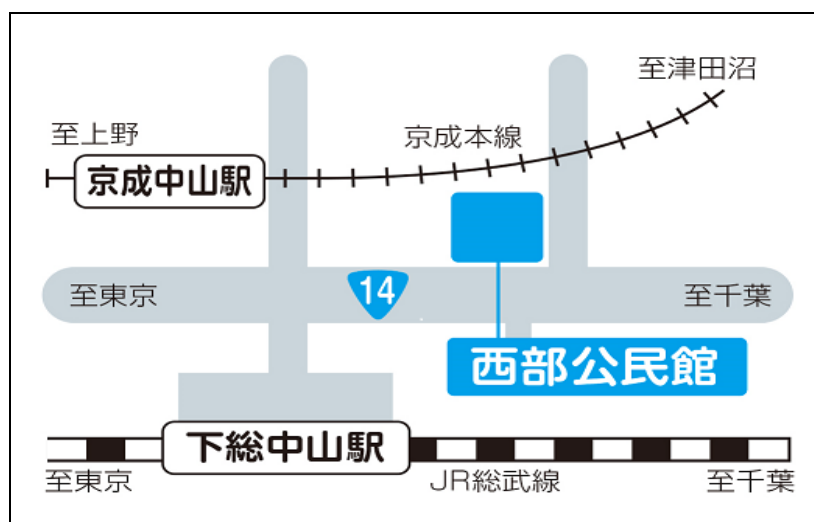 至津田沼
至上野
京成本線
京成中山駅
至東京
14
至千葉
西部公民館
下総中山駅
至東京
JR総武線
至千葉